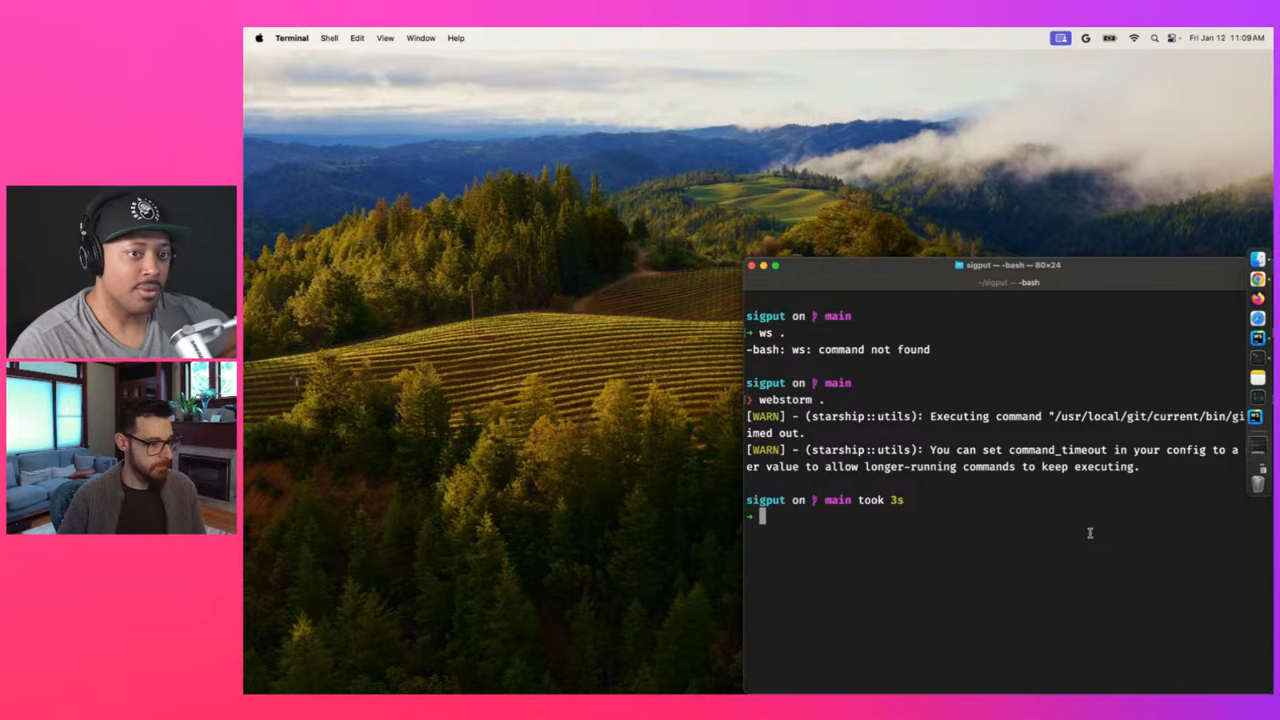 Terminal Shell Edit View Window Help
Fri Jan 12 11:09 AM
sigput — -bash — 80×24
~/sigput — -bash
sigput on main
→ ws .
-bash: ws: command not found
sigput on main
❯ webstorm .
[WARN] - (starship::utils): Executing command "/usr/local/git/current/bin/gi
imed out.
[WARN] - (starship::utils): You can set command_timeout in your config to a
er value to allow longer-running commands to keep executing.
sigput on main took 3s
→